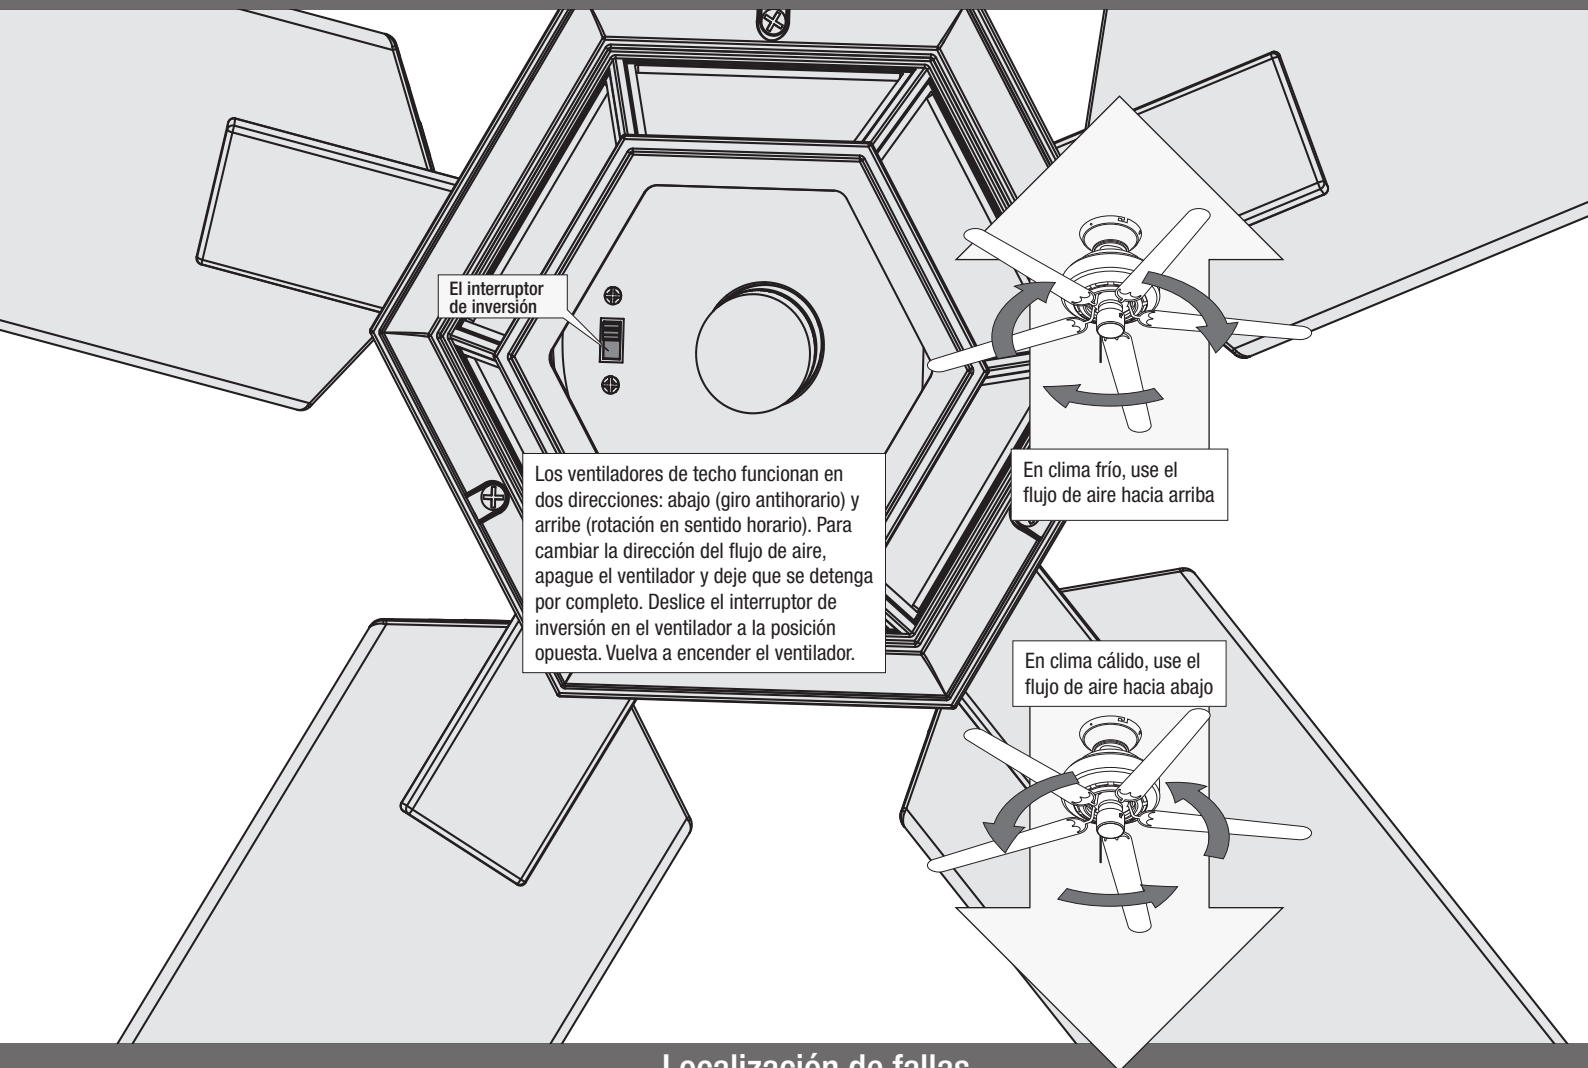 El interruptor
de inversión
Los ventiladores de techo funcionan en
dos direcciones: abajo (giro antihorario) y
arribe (rotación en sentido horario). Para
cambiar la dirección del flujo de aire,
apague el ventilador y deje que se detenga
por completo. Deslice el interruptor de
inversión en el ventilador a la posición
opuesta. Vuelva a encender el ventilador.
En clima frío, use el
flujo de aire hacia arriba
En clima cálido, use el
flujo de aire hacia abajo
Localización de fallas